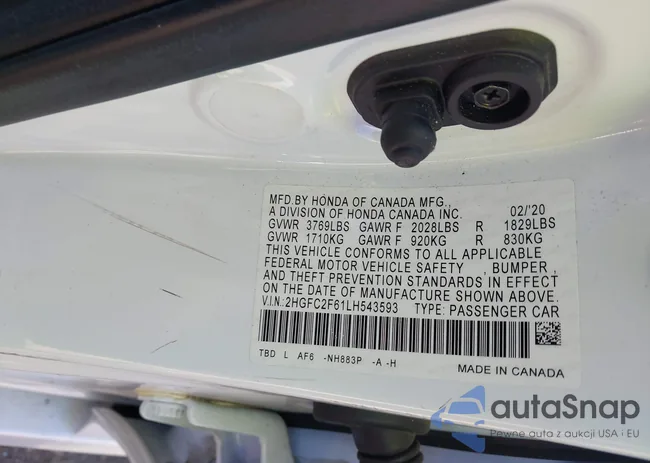 MFD.BY HONDA OF CANADA MFG.,
A DIVISION OF HONDA CANADA INC. 02/'20
GVWR 3769LBS GAWR F 2028LBS R 1829LBS
GVWR 1710KG GAWR F 920KG R 830KG
THIS VEHICLE CONFORMS TO ALL APPLICABLE
FEDERAL MOTOR VEHICLE SAFETY , BUMPER ,
AND THEFT PREVENTION STANDARDS IN EFFECT
ON THE DATE OF MANUFACTURE SHOWN ABOVE.
V.I.N.:2HGFC2F61LH543593 TYPE: PASSENGER CAR
TBD L AF6 -NH883P -A -H
MADE IN CANADA
autaSnap
Pewne auta z aukcji USA i EU